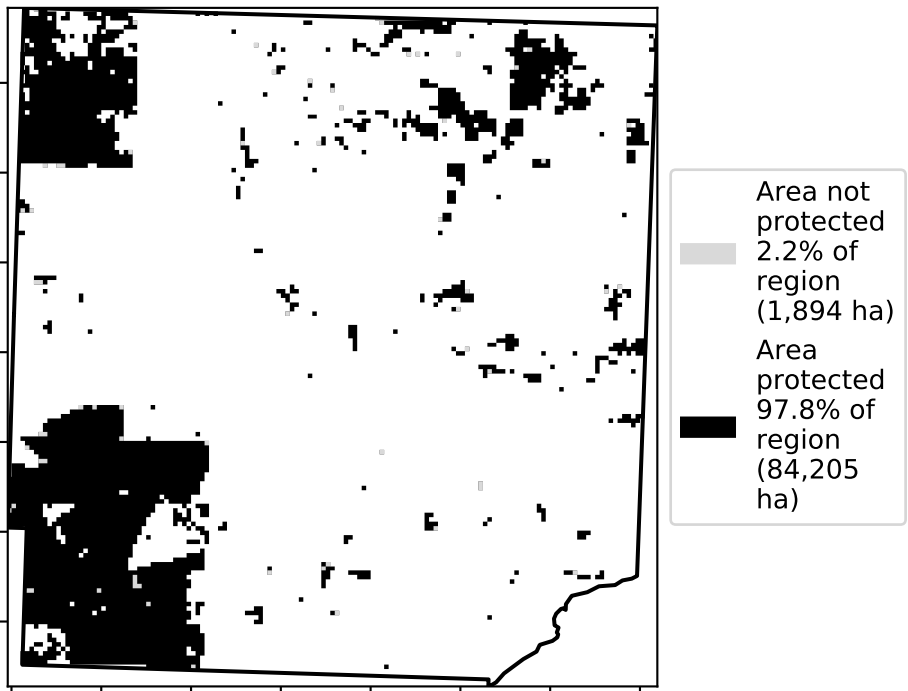 Area not
protected
2.2% of
region
(1,894 ha)
Area
protected
97.8% of
region
(84,205
ha)